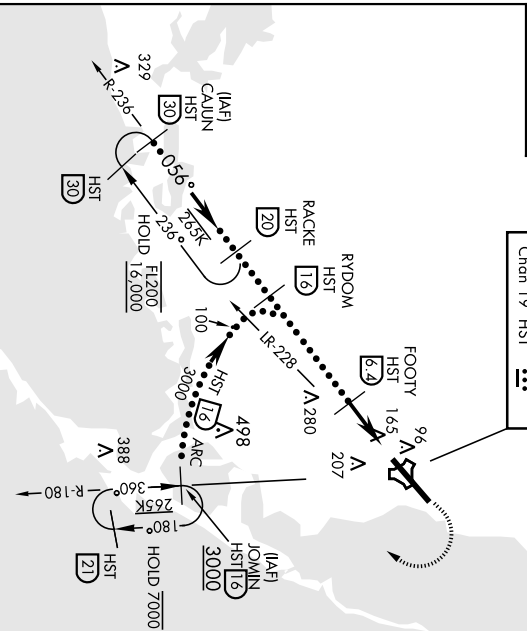 Chan 19 HST
329
R-236
(IAF)
CAJUN
HST
30
056°
265K
236°
HST
30
RACKE
HST
20
HOLD
FL200
16,000
RYDOM
HST
16
LR-228
100
3000
HST
16
ARC
FOOTY
HST
6.4
165
96
280
207
498
388
R-180
360°
265K
180°
(IAF)
JOMIN
HST 16
3000
HOLD 7000
HST
21